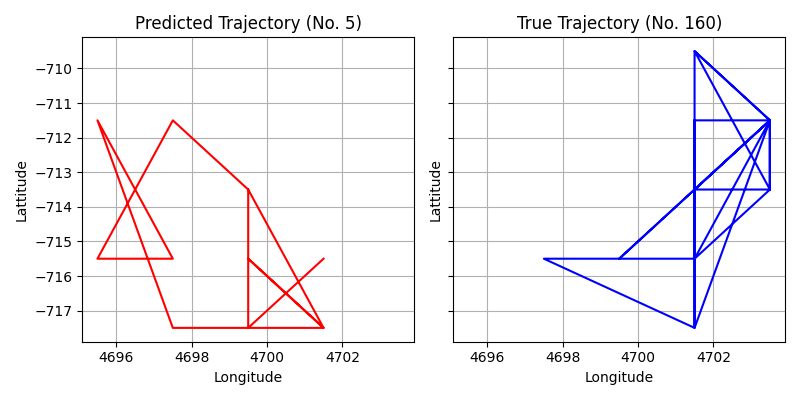 Predicted Trajectory (No. 5)
True Trajectory (No. 160)
−710
−711
−712
−713
−714
−715
−716
−717
Lattitude
Lattitude
4696 4698 4700 4702
4696 4698 4700 4702
Longitude
Longitude